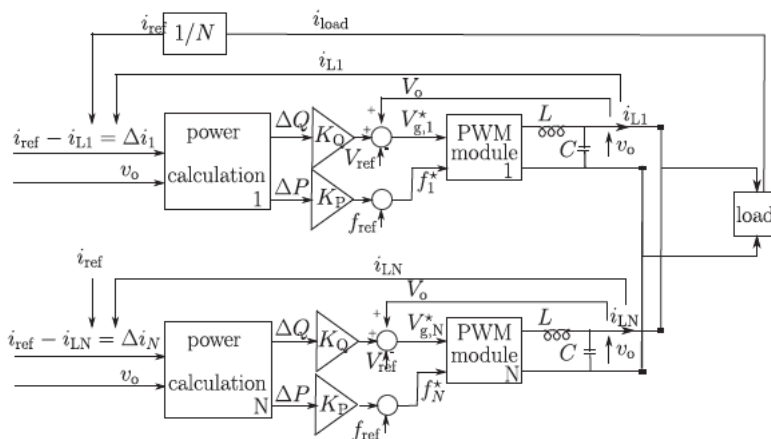 i_ref 1/N i_load
i_L1
V_o
i_ref − i_L1 = Δi_1
power
calculation
1
v_o
ΔQ
K_Q
+
+
-
V_ref
V*_g,1
PWM
module
1
L
C
i_L1
v_o
ΔP
K_P
f_ref
f*_1
load
i_ref
i_LN
V_o
i_ref − i_LN = Δi_N
power
calculation
N
v_o
ΔQ
K_Q
+
+
-
V_ref
V*_g,N
PWM
module
N
L
C
i_LN
v_o
ΔP
K_P
f_ref
f*_N